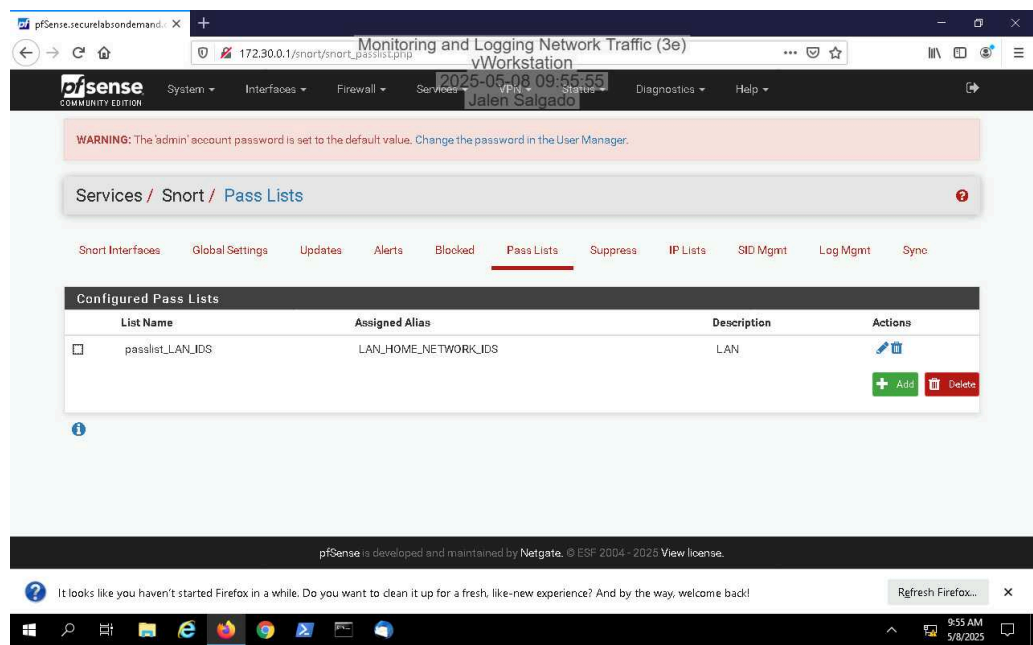 pfSense.securelabsondemand.c
172.30.0.1/snort/snort_passlist.php
Monitoring and Logging Network Traffic (3e)
vWorkstation
2025-05-08 09:55:55
Jalen Salgado
pfsense
COMMUNITY EDITION
System Interfaces Firewall Services VPN Status Diagnostics Help
WARNING: The 'admin' account password is set to the default value. Change the password in the User Manager.
Services / Snort / Pass Lists
Snort Interfaces Global Settings Updates Alerts Blocked Pass Lists Suppress IP Lists SID Mgmt Log Mgmt Sync
Configured Pass Lists
List Name Assigned Alias Description Actions
passlist_LAN_IDS LAN_HOME_NETWORK_IDS LAN
Add Delete
pfSense is developed and maintained by Netgate. © ESF 2004 - 2025 View license.
It looks like you haven't started Firefox in a while. Do you want to clean it up for a fresh, like-new experience? And by the way, welcome back!
Refresh Firefox...
9:55 AM
5/8/2025